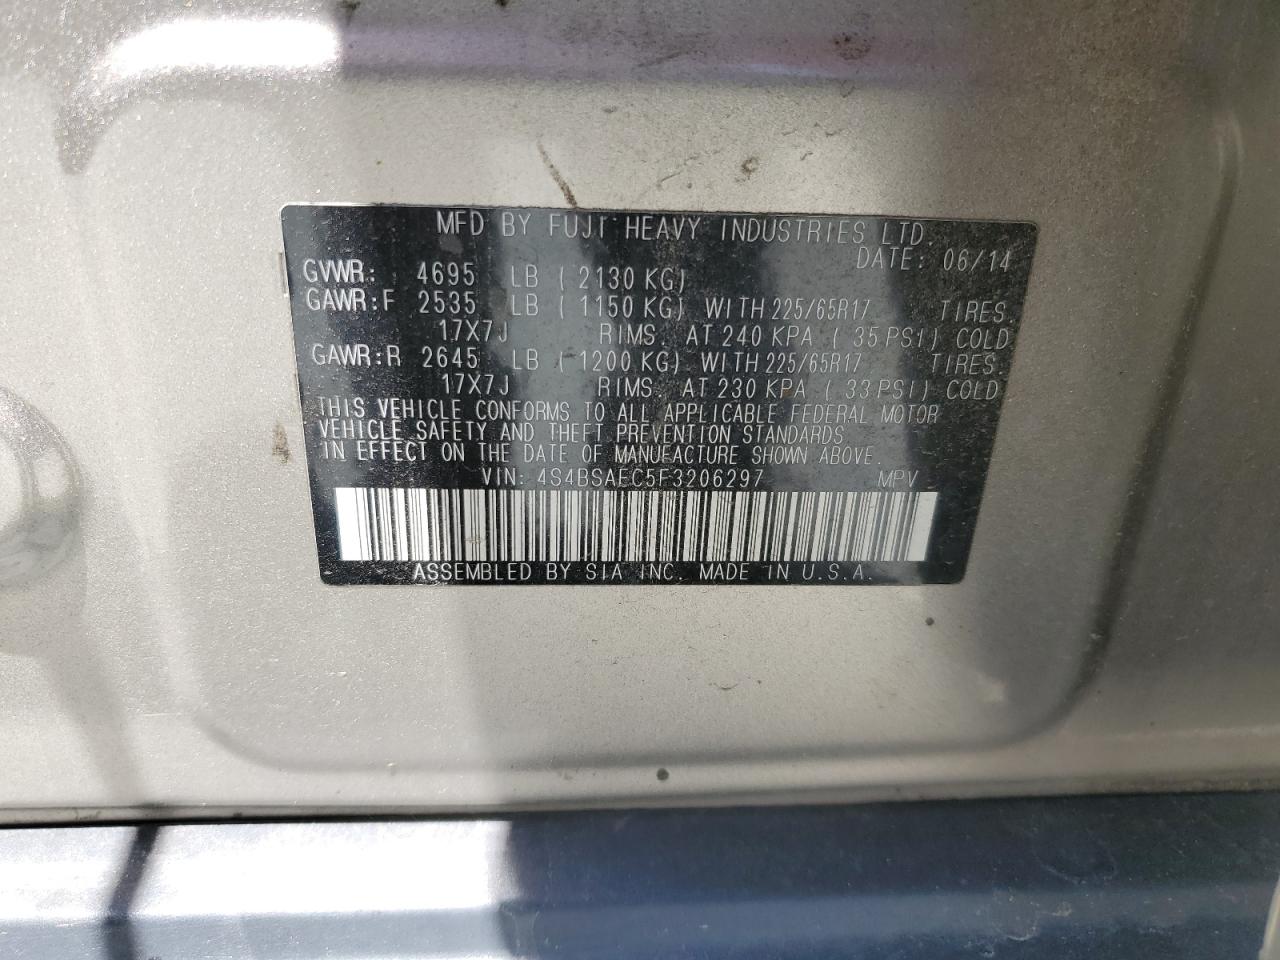 MFD BY FUJI HEAVY INDUSTRIES LTD.
DATE: 06/14
GVWR: 4695 LB ( 2130 KG)
GAWR:F 2535 LB ( 1150 KG) WITH 225/65R17 TIRES.
17X7J RIMS. AT 240 KPA ( 35 PSI) COLD
GAWR:R 2645 LB ( 1200 KG) WITH 225/65R17 TIRES.
17X7J RIMS. AT 230 KPA ( 33 PSI) COLD
THIS VEHICLE CONFORMS TO ALL APPLICABLE FEDERAL MOTOR
VEHICLE SAFETY AND THEFT PREVENTION STANDARDS
IN EFFECT ON THE DATE OF MANUFACTURE SHOWN ABOVE.
VIN: 4S4BSAEC5F3206297 MPV
ASSEMBLED BY SIA INC. MADE IN U.S.A.